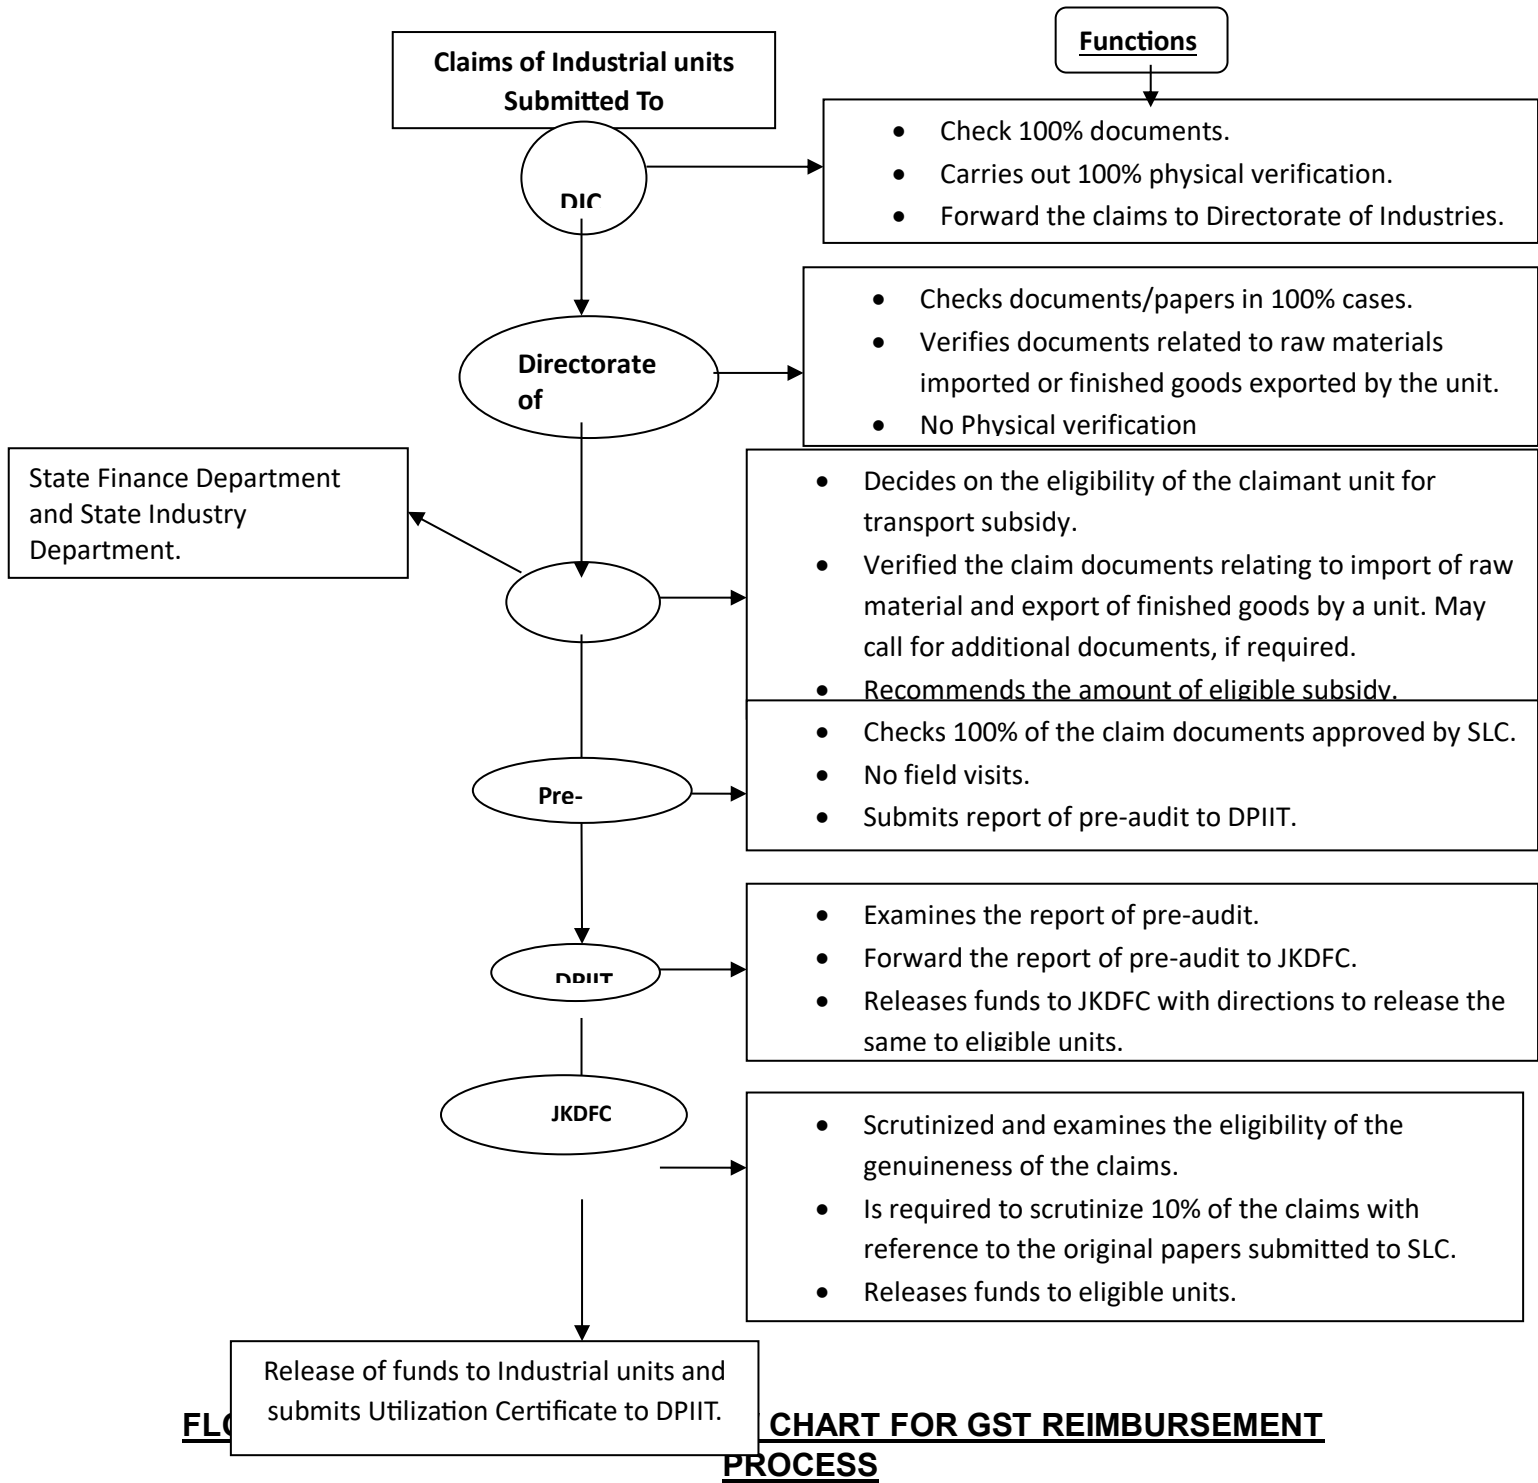 Claims of Industrial units
Submitted To
Functions
DIC
• Check 100% documents.
• Carries out 100% physical verification.
• Forward the claims to Directorate of Industries.
Directorate
of
• Checks documents/papers in 100% cases.
• Verifies documents related to raw materials
imported or finished goods exported by the unit.
• No Physical verification
State Finance Department
and State Industry
Department.
• Decides on the eligibility of the claimant unit for
transport subsidy.
• Verified the claim documents relating to import of raw
material and export of finished goods by a unit. May
call for additional documents, if required.
• Recommends the amount of eligible subsidy.
Pre-
• Checks 100% of the claim documents approved by SLC.
• No field visits.
• Submits report of pre-audit to DPIIT.
DPIIT
• Examines the report of pre-audit.
• Forward the report of pre-audit to JKDFC.
• Releases funds to JKDFC with directions to release the
same to eligible units.
JKDFC
• Scrutinized and examines the eligibility of the
genuineness of the claims.
• Is required to scrutinize 10% of the claims with
reference to the original papers submitted to SLC.
• Releases funds to eligible units.
Release of funds to Industrial units and
submits Utilization Certificate to DPIIT.
CHART FOR GST REIMBURSEMENT
PROCESS